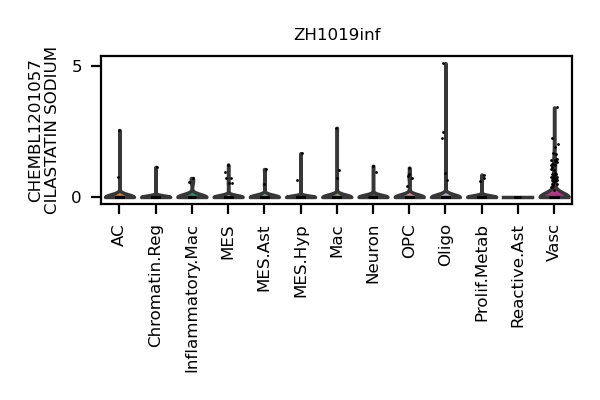 ZH1019inf
CHEMBL1201057
CILASTATIN SODIUM
5
0
AC
Chromatin.Reg
Inflammatory.Mac
MES
MES.Ast
MES.Hyp
Mac
Neuron
OPC
Oligo
Prolif.Metab
Reactive.Ast
Vasc